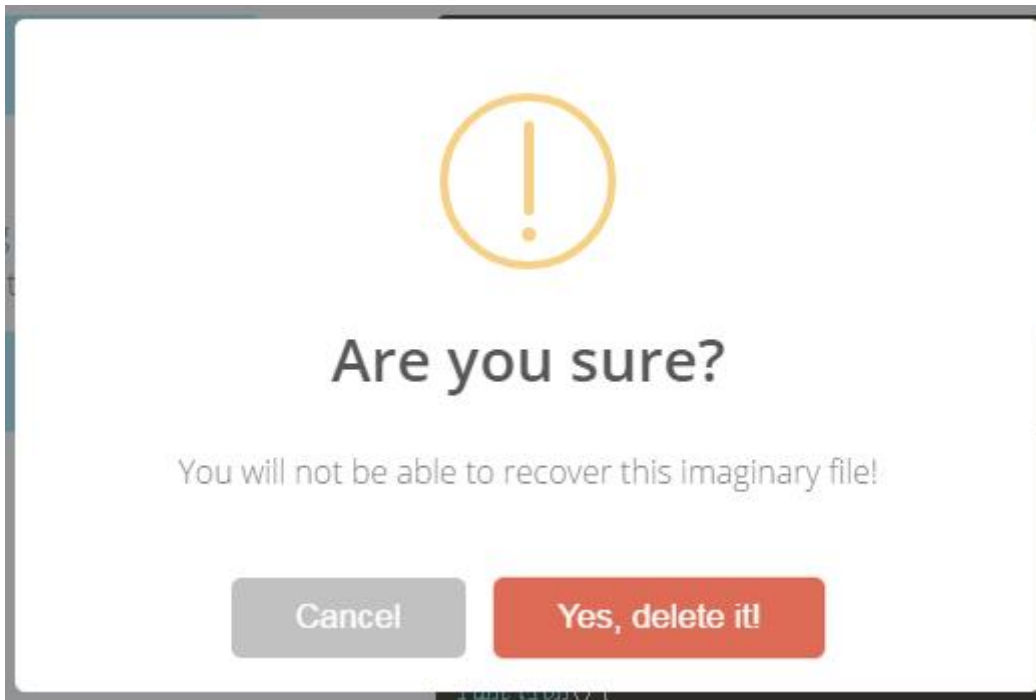 Are you sure?
You will not be able to recover this imaginary file!
Cancel
Yes, delete it!